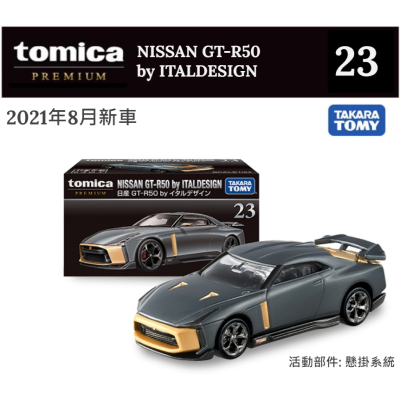 tomica
PREMIUM
NISSAN GT-R50
by ITALDESIGN
23
2021年8月新車
TAKARA
TOMY
tomica
PREMIUM
NISSAN GT-R50 by ITALDESIGN
日産 GT-R50 by イタルデザイン
TAKARA
TOMY
23
活動部件: 懸掛系統